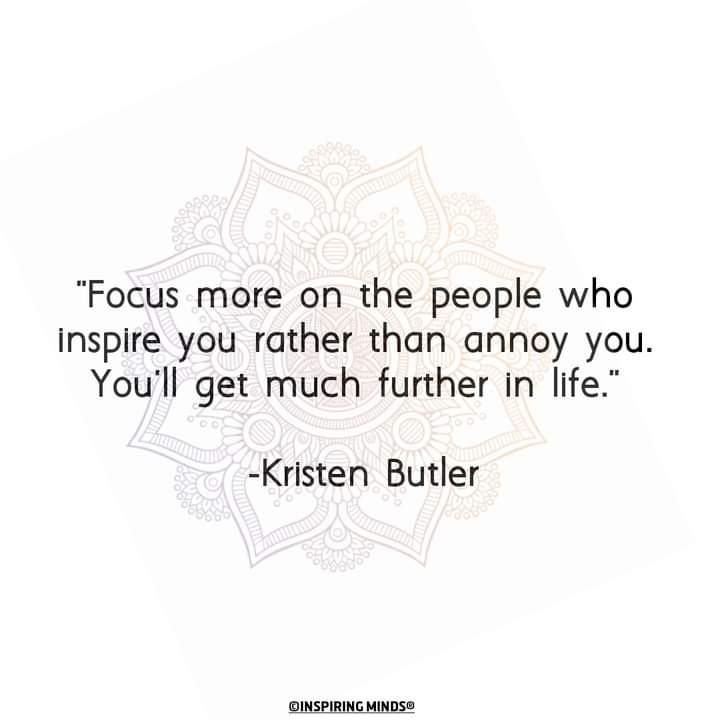 "Focus more on the people who
inspire you rather than annoy you.
You'll get much further in life."
-Kristen Butler
©INSPIRING MINDS®